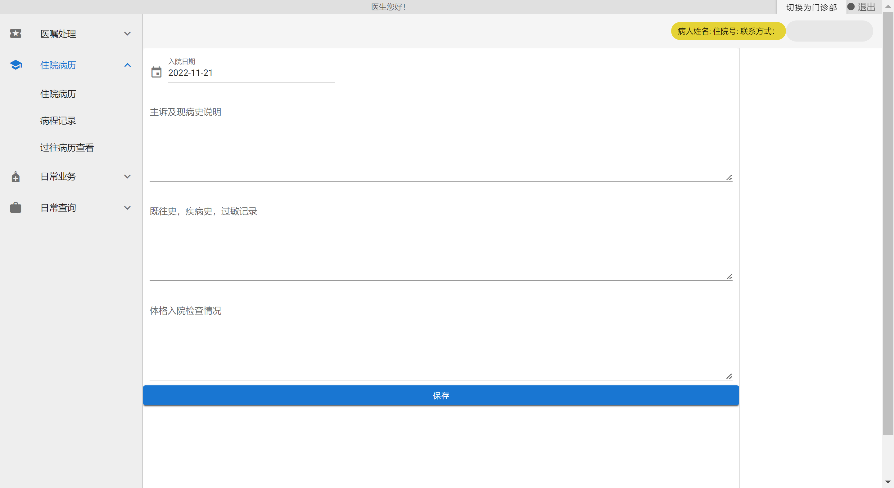 医生您好！
切换为门诊部
退出
病人姓名: 住院号: 联系方式:
医嘱处理
住院病历
住院病历
病程记录
过往病历查看
日常业务
日常查询
入院日期
2022-11-21
主诉及现病史说明
既往史，疾病史，过敏记录
体格入院检查情况
保存